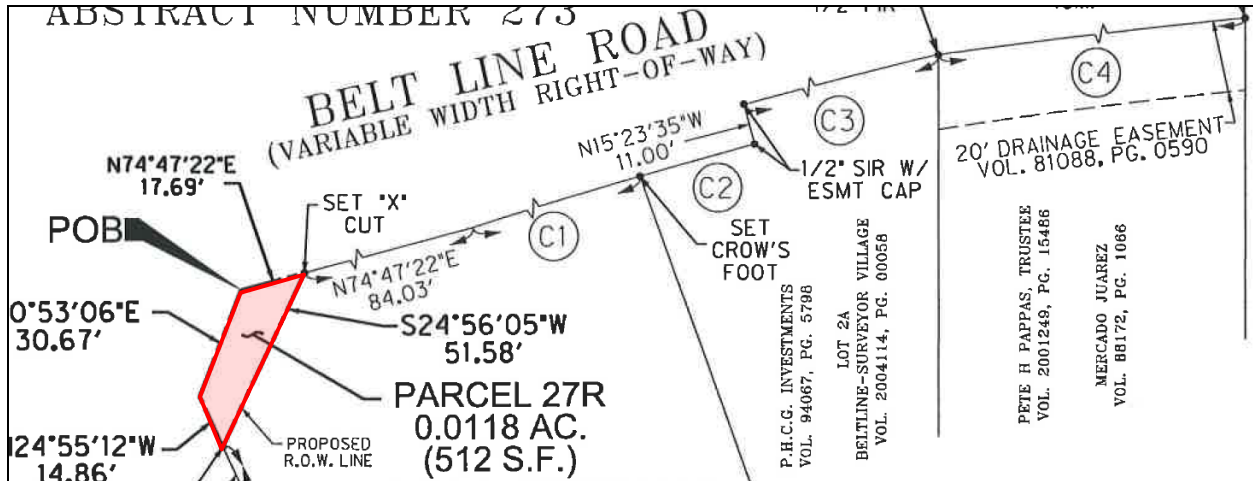 ABSTRACT NUMBER 273
BELT LINE ROAD
(VARIABLE WIDTH RIGHT-OF-WAY)
N74°47'22"E
17.69'
POB
SET "X"
CUT
N74°47'22"E
84.03'
C1
N15°23'35"W
11.00'
C2
C3
C4
1/2" SIR W/
ESMT CAP
SET
CROW'S
FOOT
20' DRAINAGE EASEMENT
VOL. 81088, PG. 0590
0°53'06"E
30.67'
S24°56'05"W
51.58'
PARCEL 27R
0.0118 AC.
(512 S.F.)
PROPOSED
R.O.W. LINE
24°55'12"W
14.86'
P.H.C.G. INVESTMENTS
VOL. 94067, PG. 5798
LOT 2A
BELTLINE-SURVEYOR VILLAGE
VOL. 2004114, PG. 00058
PETE H PAPPAS, TRUSTEE
VOL. 2001249, PG. 15486
MERCADO JUAREZ
VOL. 88172, PG. 1066